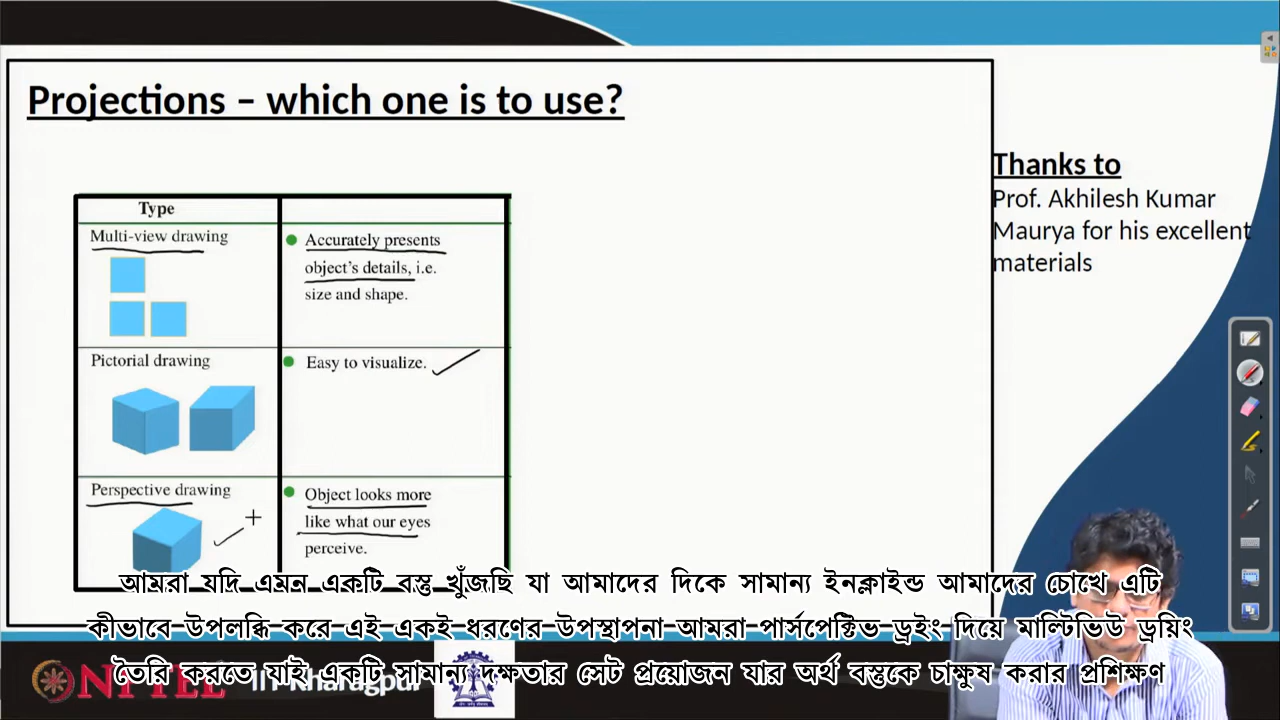 Projections – which one is to use?
Thanks to
Prof. Akhilesh Kumar
Maurya for his excellent
materials
Type
Multi-view drawing
Accurately presents
object's details, i.e.
size and shape.
Pictorial drawing
Easy to visualize.
Perspective drawing
Object looks more
like what our eyes
perceive.
আমরা যদি এমন একটি বস্তু খুঁজছি যা আমাদের দিকে সামান্য ইনক্লাইন্ড আমাদের চোখে এটি
কীভাবে উপলব্ধি করে এই একই ধরণের উপস্থাপনা আমরা পার্সপেক্টিভ ড্রইং দিয়ে মাল্টিভিউ ড্রয়িং
তৈরি করতে যাই একটি সামান্য দক্ষতার সেট প্রয়োজন যার অর্থ বস্তুকে চাক্ষুষ করার প্রশিক্ষণ
NPTEL IIT Kharagpur